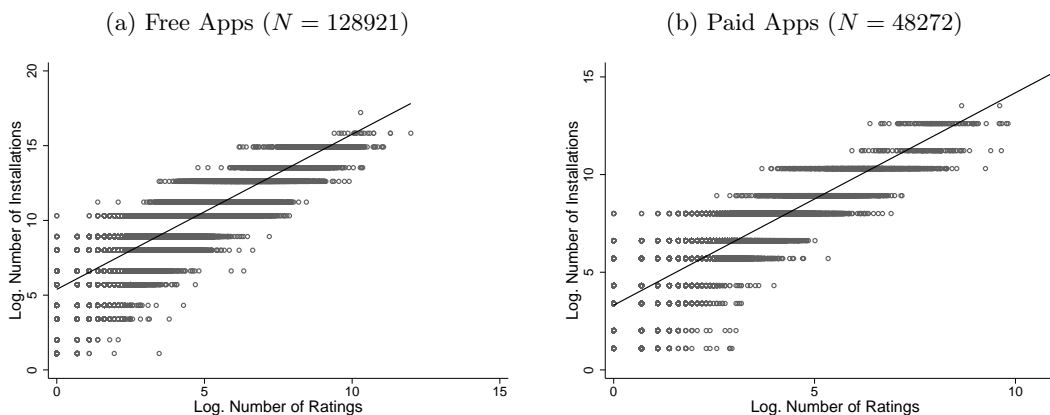 (a) Free Apps (N = 128921)
Log. Number of Installations
20
15
10
5
0
0 5 10 15
Log. Number of Ratings
(b) Paid Apps (N = 48272)
Log. Number of Installations
15
10
5
0
0 5 10
Log. Number of Ratings